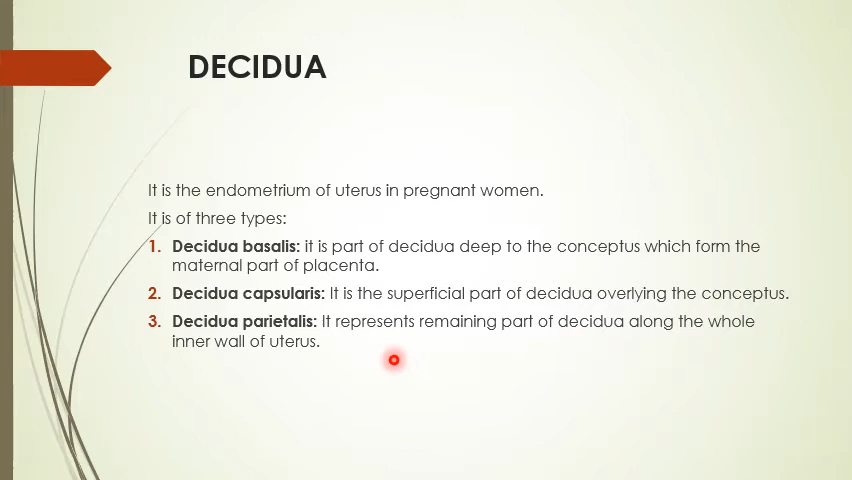 DECIDUA
It is the endometrium of uterus in pregnant women.
It is of three types:
1. Decidua basalis: it is part of decidua deep to the conceptus which form the
maternal part of placenta.
2. Decidua capsularis: It is the superficial part of decidua overlying the conceptus.
3. Decidua parietalis: It represents remaining part of decidua along the whole
inner wall of uterus.